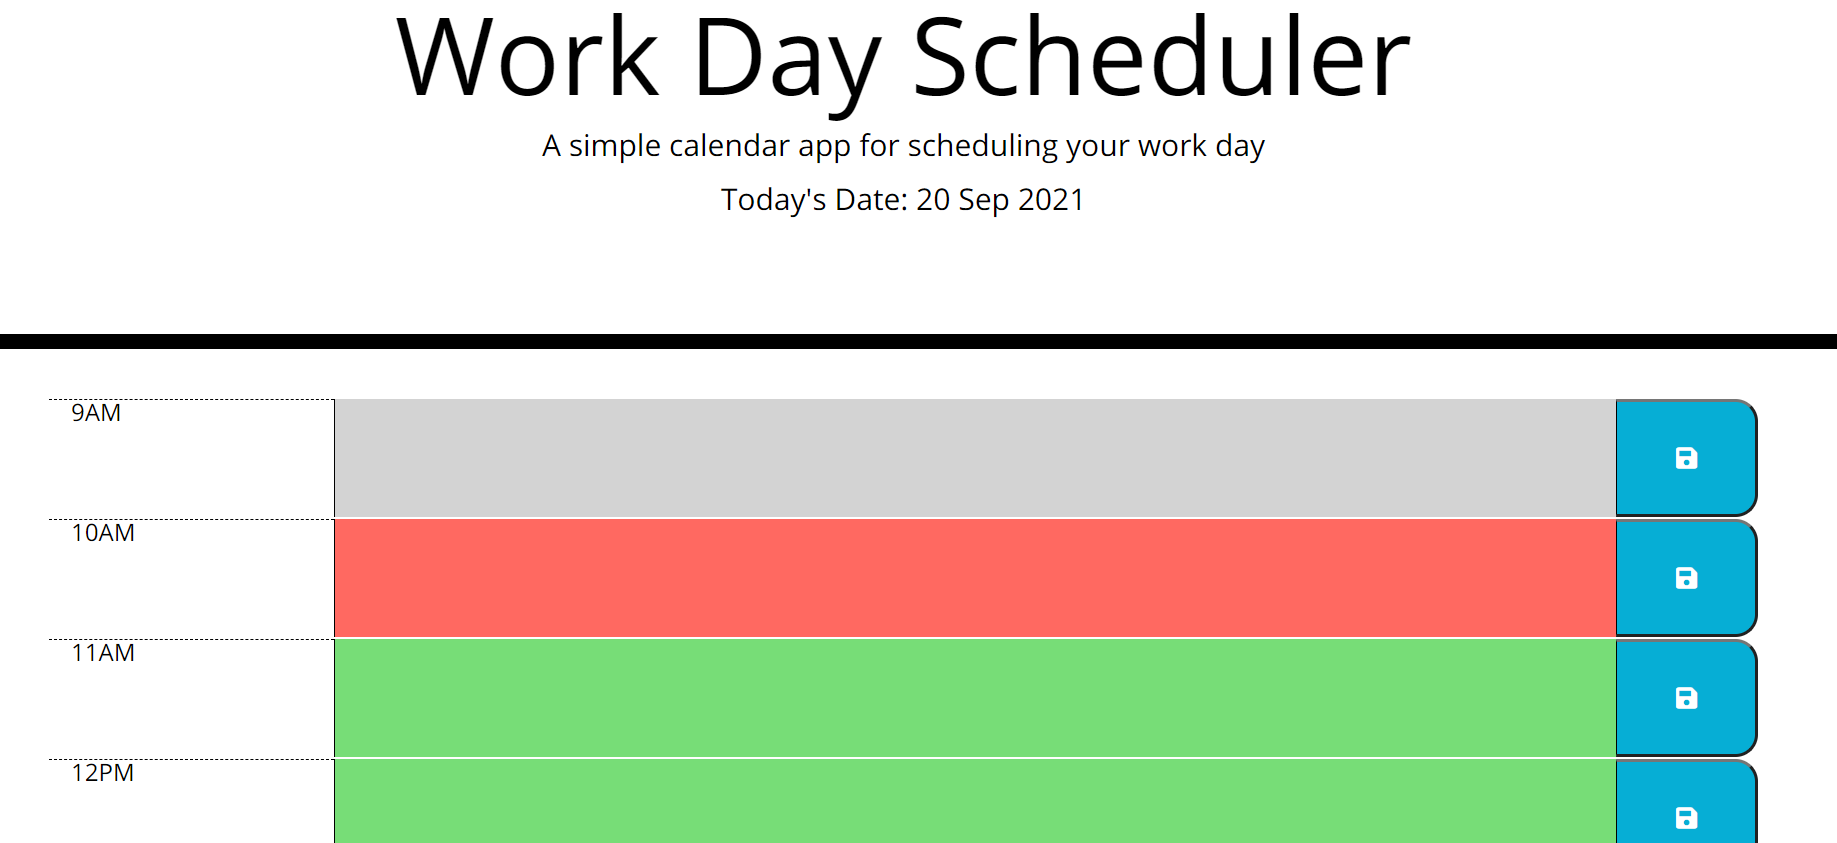 Work Day Scheduler
A simple calendar app for scheduling your work day
Today's Date: 20 Sep 2021
9AM
10AM
11AM
12PM